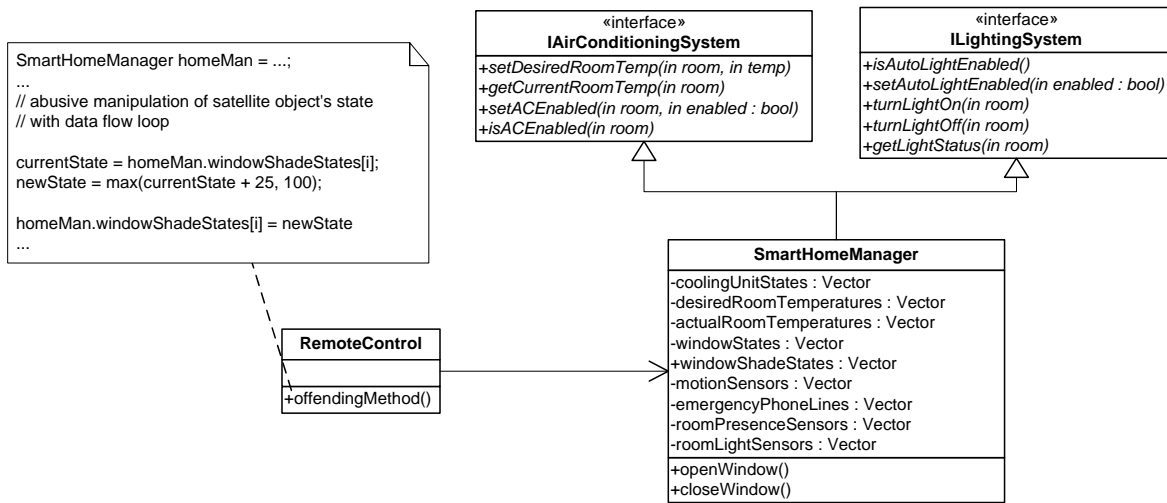 SmartHomeManager homeMan = ...;
...
// abusive manipulation of satellite object's state
// with data flow loop
currentState = homeMan.windowShadeStates[i];
newState = max(currentState + 25, 100);
homeMan.windowShadeStates[i] = newState
...
«interface»
IAirConditioningSystem
+setDesiredRoomTemp(in room, in temp)
+getCurrentRoomTemp(in room)
+setACEnabled(in room, in enabled : bool)
+isACEnabled(in room)
«interface»
ILightingSystem
+isAutoLightEnabled()
+setAutoLightEnabled(in enabled : bool)
+turnLightOn(in room)
+turnLightOff(in room)
+getLightStatus(in room)
RemoteControl
+offendingMethod()
SmartHomeManager
-coolingUnitStates : Vector
-desiredRoomTemperatures : Vector
-actualRoomTemperatures : Vector
-windowStates : Vector
+windowShadeStates : Vector
-motionSensors : Vector
-emergencyPhoneLines : Vector
-roomPresenceSensors : Vector
-roomLightSensors : Vector
+openWindow()
+closeWindow()